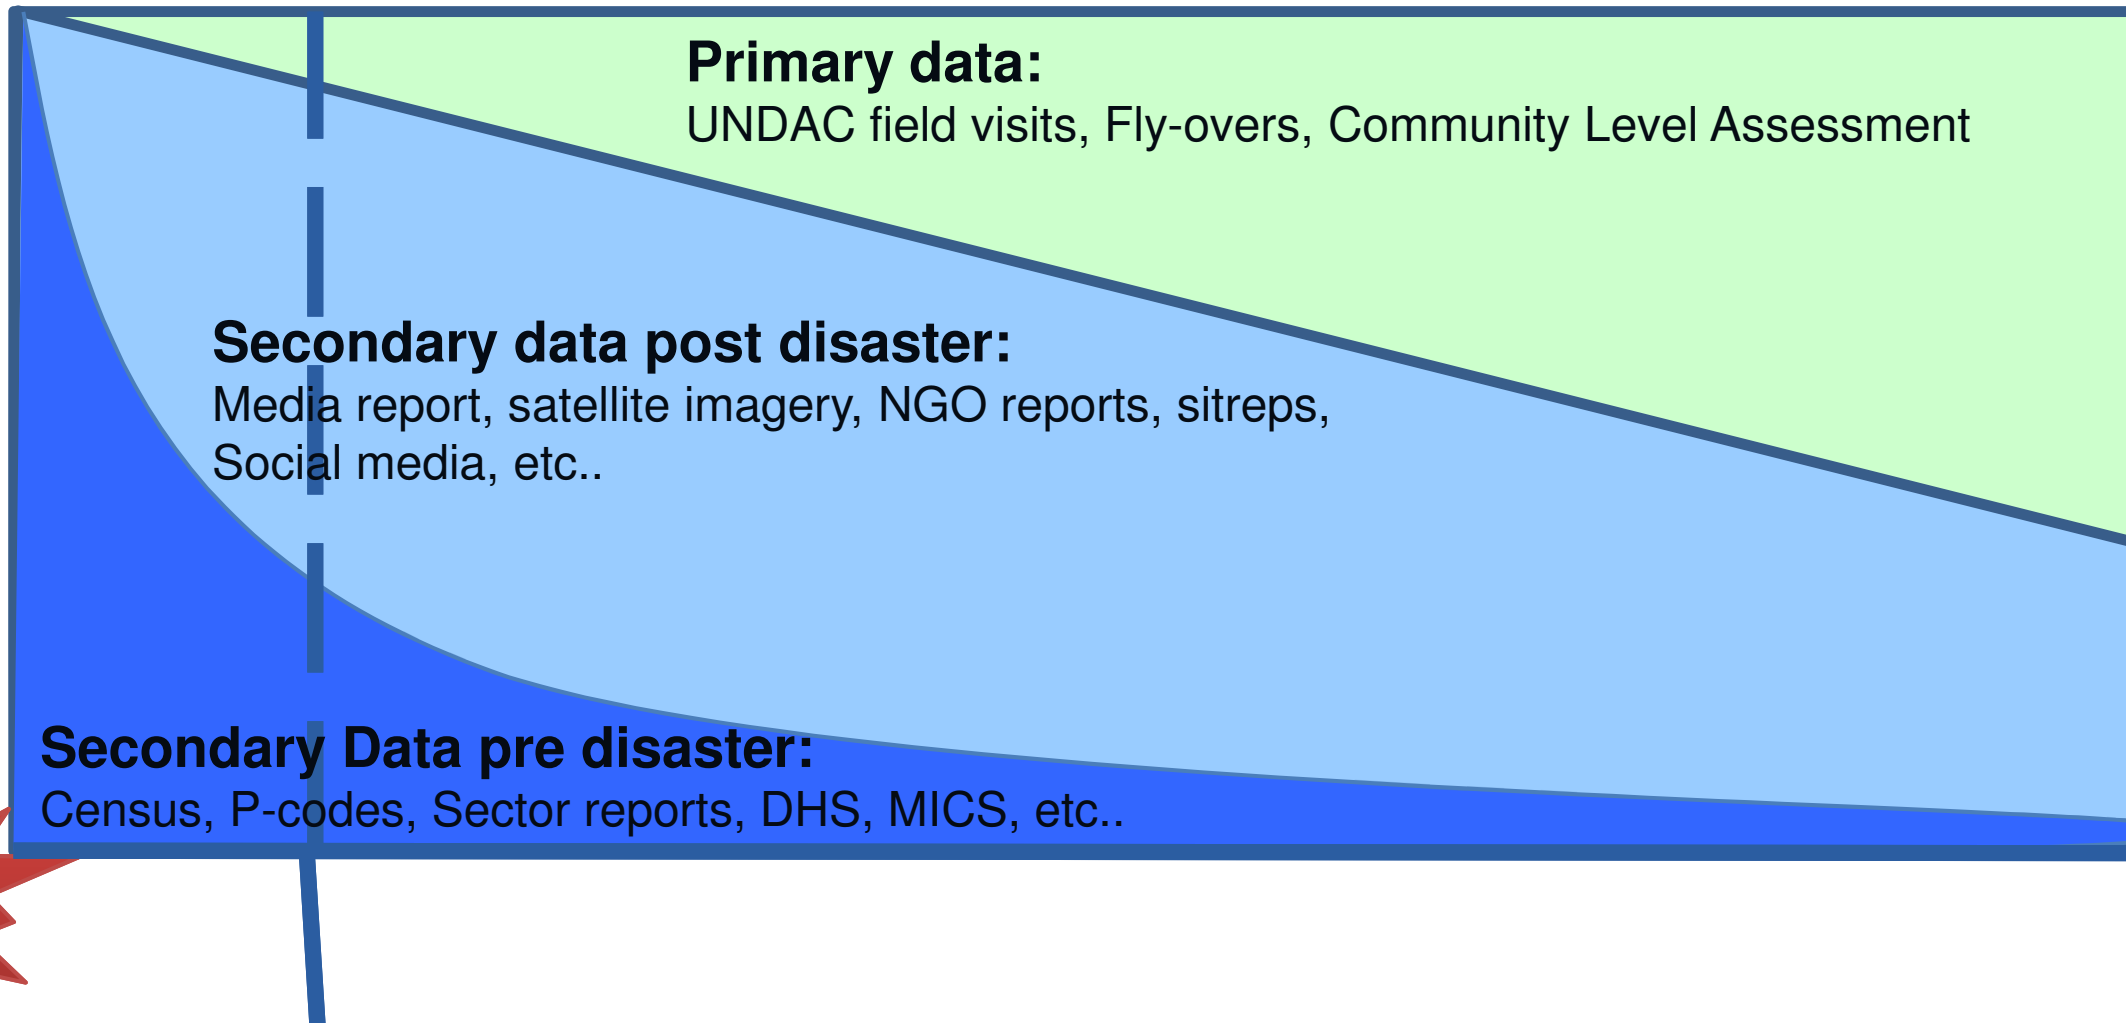 Primary data:
UNDAC field visits, Fly-overs, Community Level Assessment
Secondary data post disaster:
Media report, satellite imagery, NGO reports, sitreps,
Social media, etc..
Secondary Data pre disaster:
Census, P-codes, Sector reports, DHS, MICS, etc..